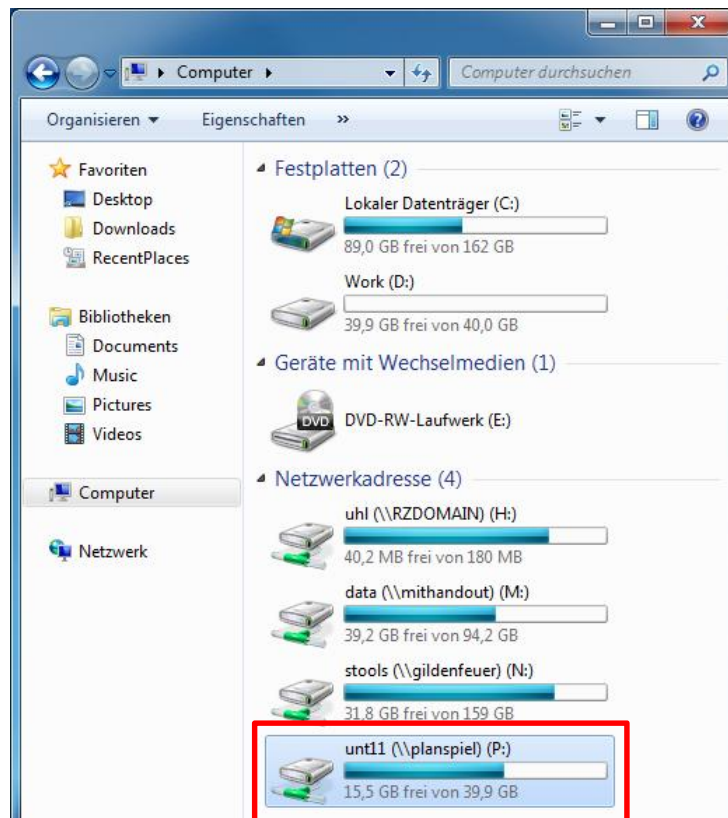 Computer
Computer durchsuchen
Organisieren
Eigenschaften
»
Favoriten
Desktop
Downloads
RecentPlaces
Bibliotheken
Documents
Music
Pictures
Videos
Computer
Netzwerk
Festplatten (2)
Lokaler Datenträger (C:)
89,0 GB frei von 162 GB
Work (D:)
39,9 GB frei von 40,0 GB
Geräte mit Wechselmedien (1)
DVD
DVD-RW-Laufwerk (E:)
Netzwerkadresse (4)
uhl (\\RZDOMAIN) (H:)
40,2 MB frei von 180 MB
data (\\mithandout) (M:)
39,2 GB frei von 94,2 GB
stools (\\gildenfeuer) (N:)
31,8 GB frei von 159 GB
unt11 (\\planspiel) (P:)
15,5 GB frei von 39,9 GB